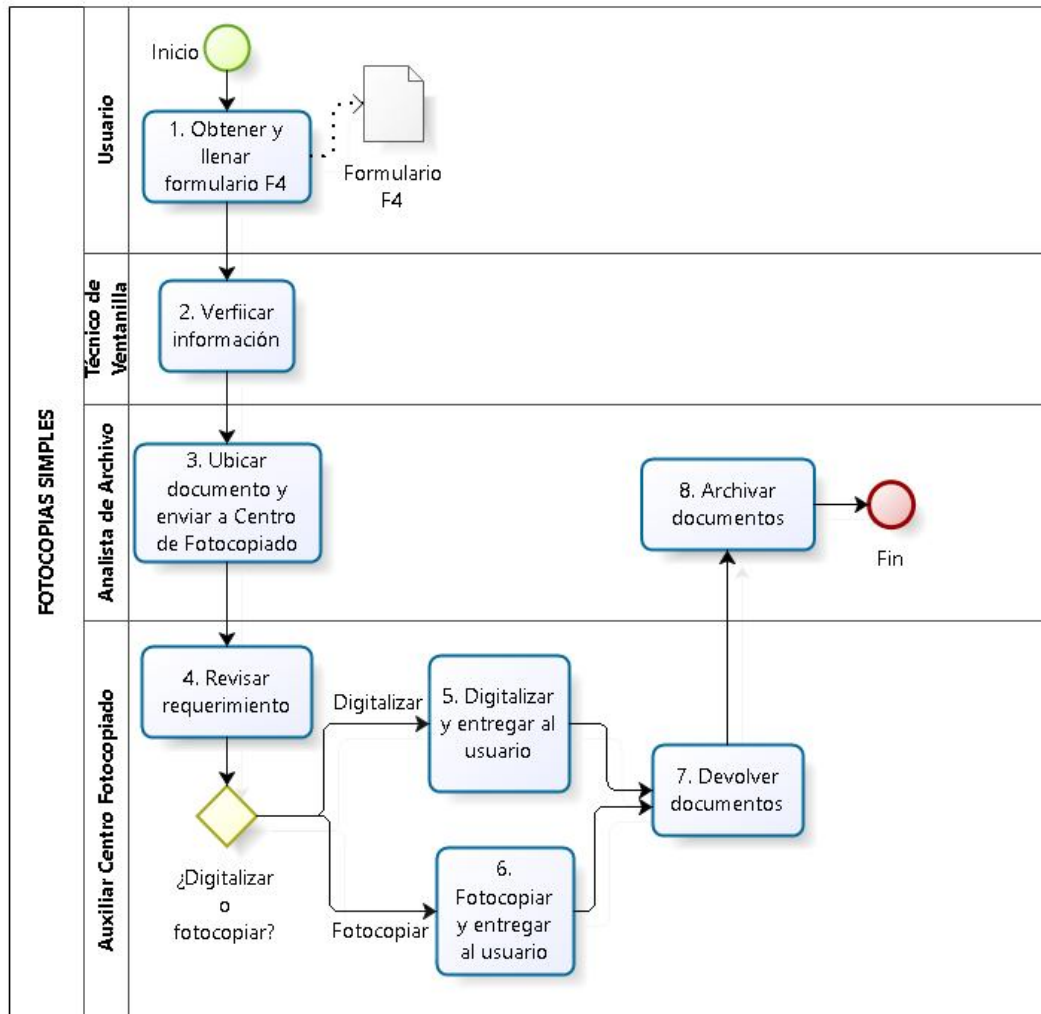 FOTOCOPIAS SIMPLES
Usuario
Inicio
1. Obtener y
llenar
formulario F4
Formulario
F4
Técnico de
Ventanilla
2. Verfiicar
información
Analista de Archivo
3. Ubicar
documento y
enviar a Centro
de Fotocopiado
8. Archivar
documentos
Fin
Auxiliar Centro Fotocopiado
4. Revisar
requerimiento
¿Digitalizar
o
fotocopiar?
Digitalizar
5. Digitalizar
y entregar al
usuario
Fotocopiar
6.
Fotocopiar
y entregar
al usuario
7. Devolver
documentos